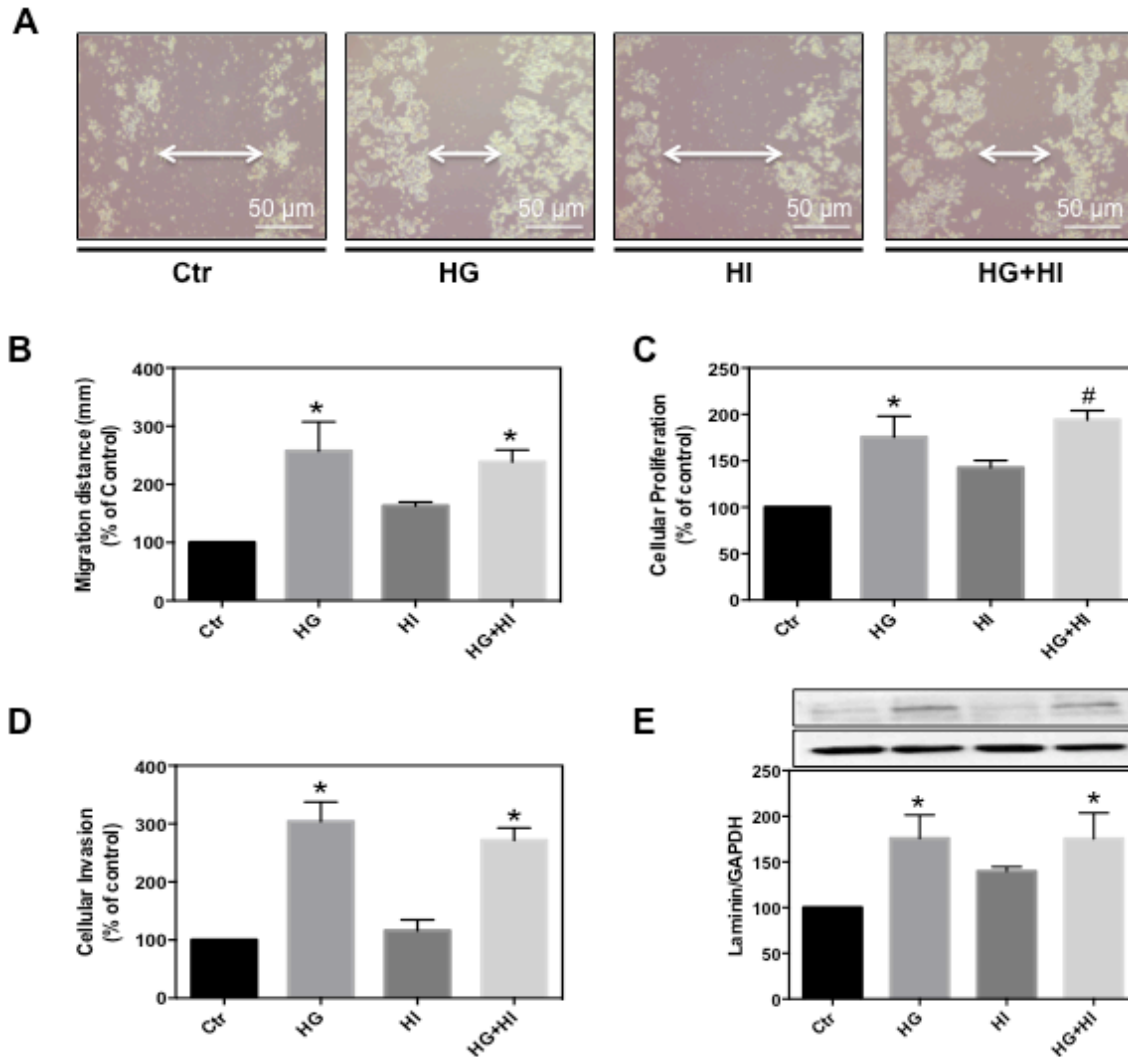 A
50 µm
50 µm
50 µm
50 µm
Ctr
HG
HI
HG+HI
B
Migration distance (mm)
(% of Control)
400
300
200
100
0
*
*
Ctr
HG
HI
HG+HI
C
Cellular Proliferation
(% of control)
250
200
150
100
50
0
*
#
Ctr
HG
HI
HG+HI
D
Cellular Invasion
(% of control)
400
300
200
100
0
*
*
Ctr
HG
HI
HG+HI
E
Laminin/GAPDH
250
200
150
100
50
0
*
*
Ctr
HG
HI
HG+HI